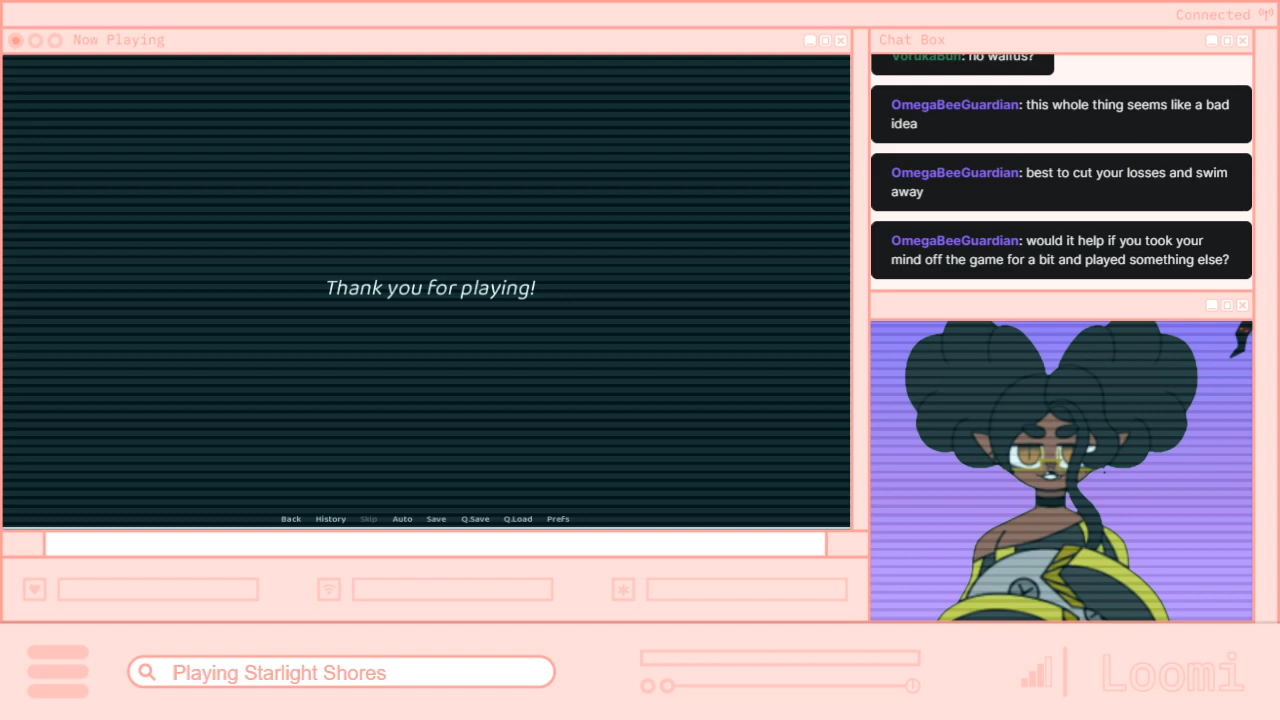 Connected
Now Playing
Chat Box
VorukaBun: no waifus?
OmegaBeeGuardian: this whole thing seems like a bad
idea
OmegaBeeGuardian: best to cut your losses and swim
away
OmegaBeeGuardian: would it help if you took your
mind off the game for a bit and played something else?
Thank you for playing!
Back History Skip Auto Save Q.Save Q.Load Prefs
Playing Starlight Shores
Loomi